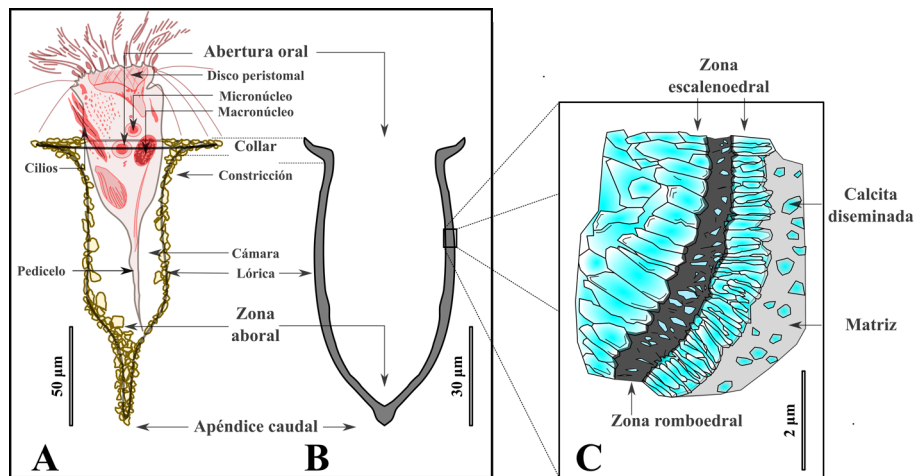 Abertura oral
Disco peristomal
Micronúcleo
Macronúcleo
Collar
Cilios
Constricción
Cámara
Pedicelo
Lórica
Zona
aboral
50 µm
30 µm
Apéndice caudal
A
B
Zona
escalenoedral
Calcita
diseminada
Matriz
Zona romboedral
2 µm
C